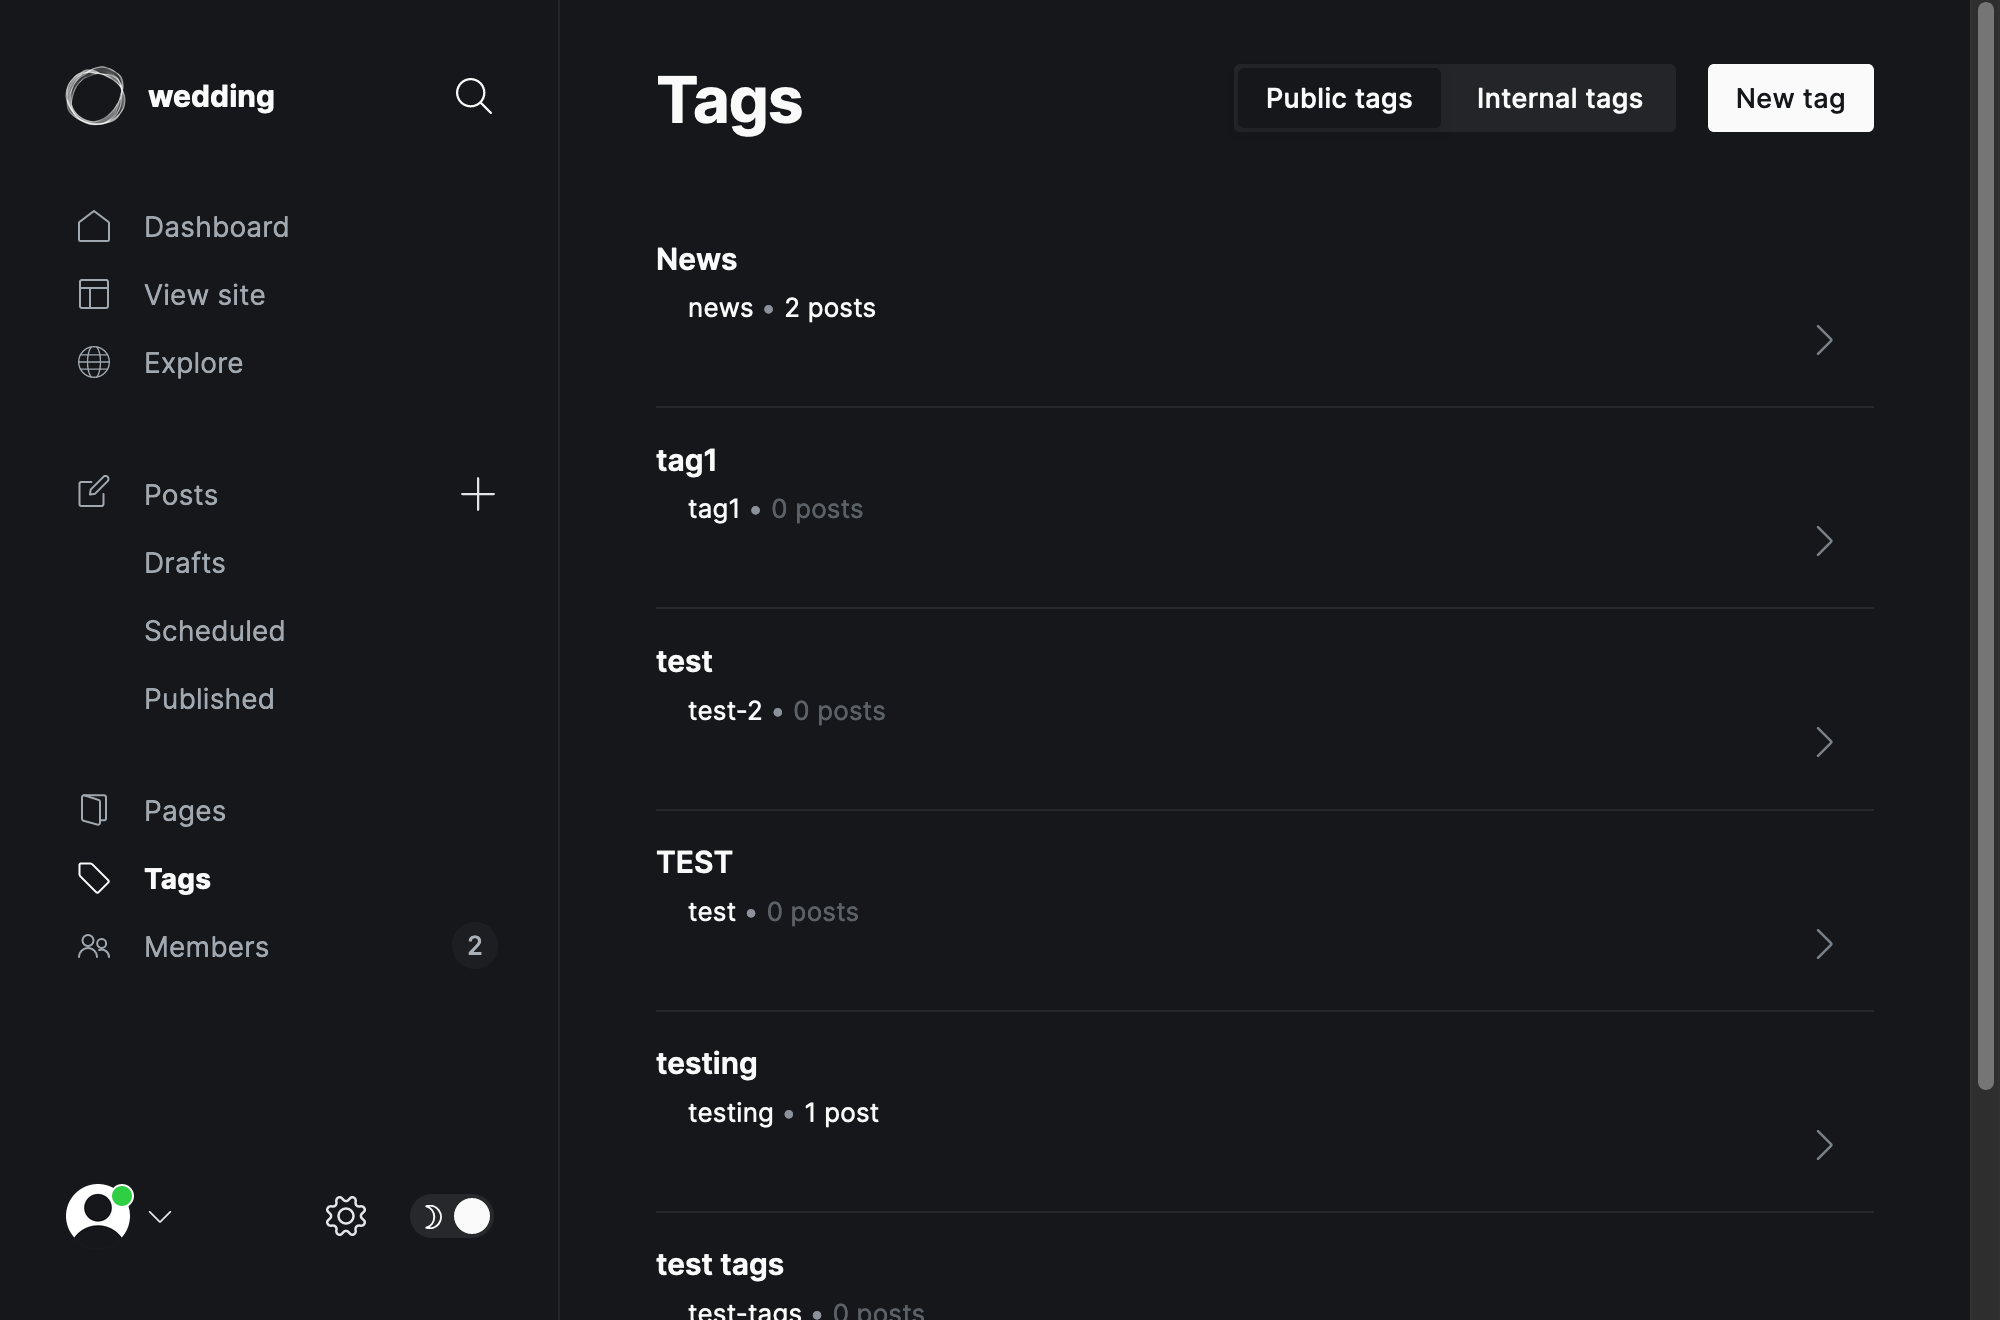 wedding
Dashboard
View site
Explore
Posts
Drafts
Scheduled
Published
Pages
Tags
Members 2
Tags
Public tags Internal tags New tag
News
news • 2 posts
tag1
tag1 • 0 posts
test
test-2 • 0 posts
TEST
test • 0 posts
testing
testing • 1 post
test tags
test-tags • 0 posts